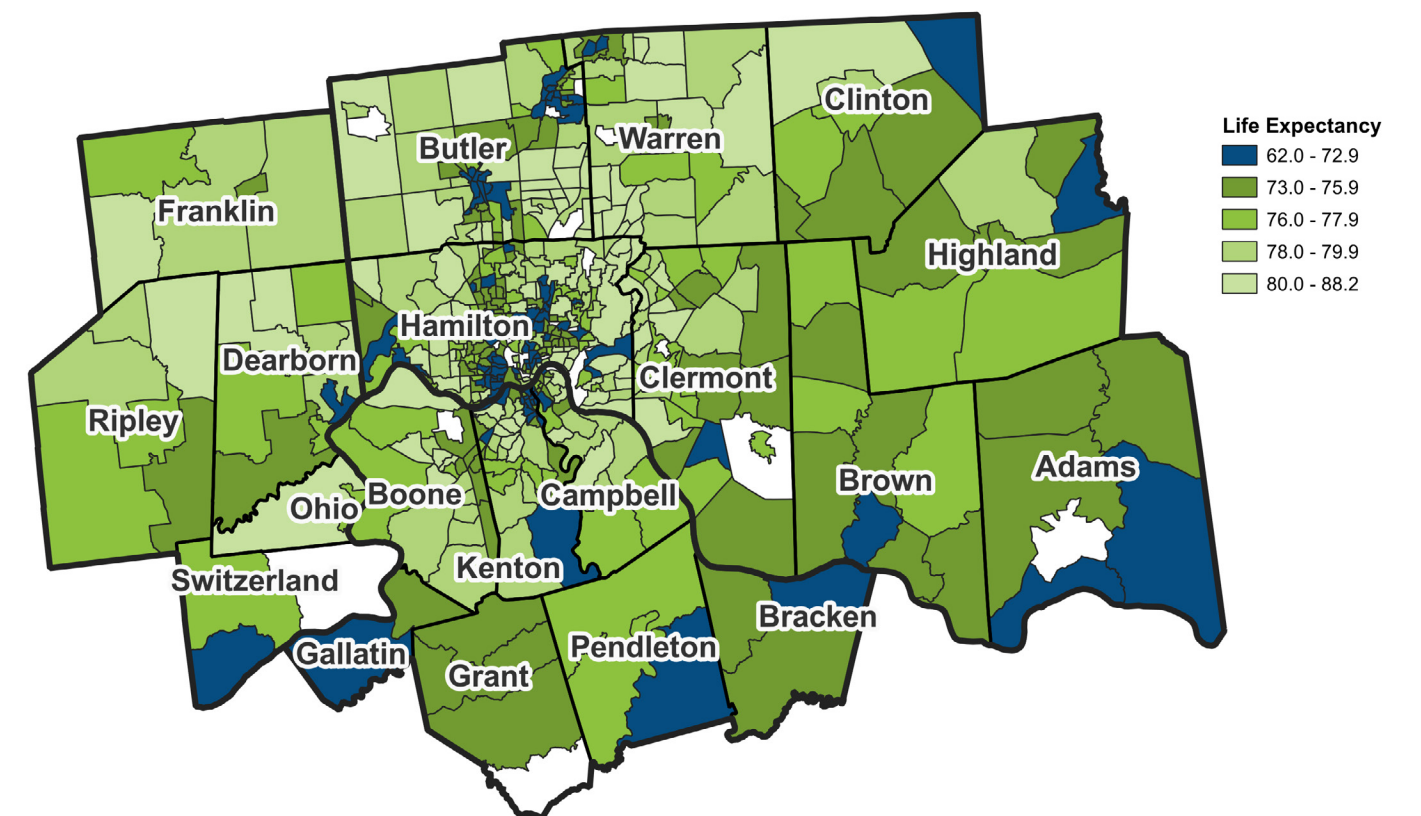 Clinton
Life Expectancy
62.0 - 72.9
73.0 - 75.9
76.0 - 77.9
78.0 - 79.9
80.0 - 88.2
Butler
Warren
Franklin
Highland
Hamilton
Dearborn
Clermont
Ripley
Adams
Brown
Boone
Campbell
Ohio
Kenton
Switzerland
Bracken
Gallatin
Pendleton
Grant